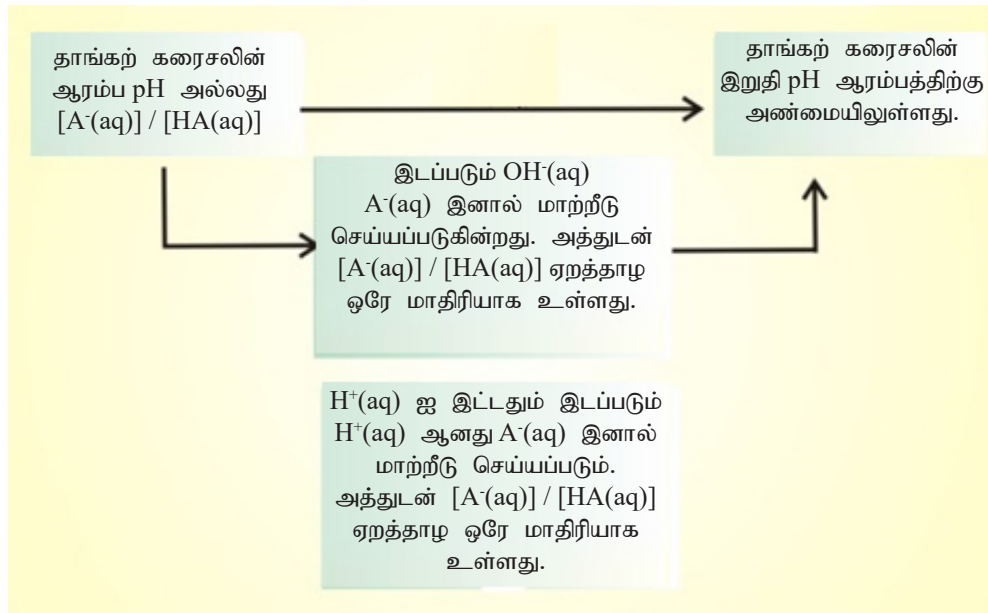 தாங்கற் கரைசலின்
ஆரம்ப pH அல்லது
[A⁻(aq)] / [HA(aq)]
தாங்கற் கரைசலின்
இறுதி pH ஆரம்பத்திற்கு
அண்மையிலுள்ளது.
இடப்படும் OH⁻(aq)
A⁻(aq) இனால் மாற்றீடு
செய்யப்படுகின்றது. அத்துடன்
[A⁻(aq)] / [HA(aq)] ஏறத்தாழ
ஒரே மாதிரியாக உள்ளது.
H⁺(aq) ஐ இட்டதும் இடப்படும்
H⁺(aq) ஆனது A⁻(aq) இனால்
மாற்றீடு செய்யப்படும்.
அத்துடன் [A⁻(aq)] / [HA(aq)]
ஏறத்தாழ ஒரே மாதிரியாக
உள்ளது.